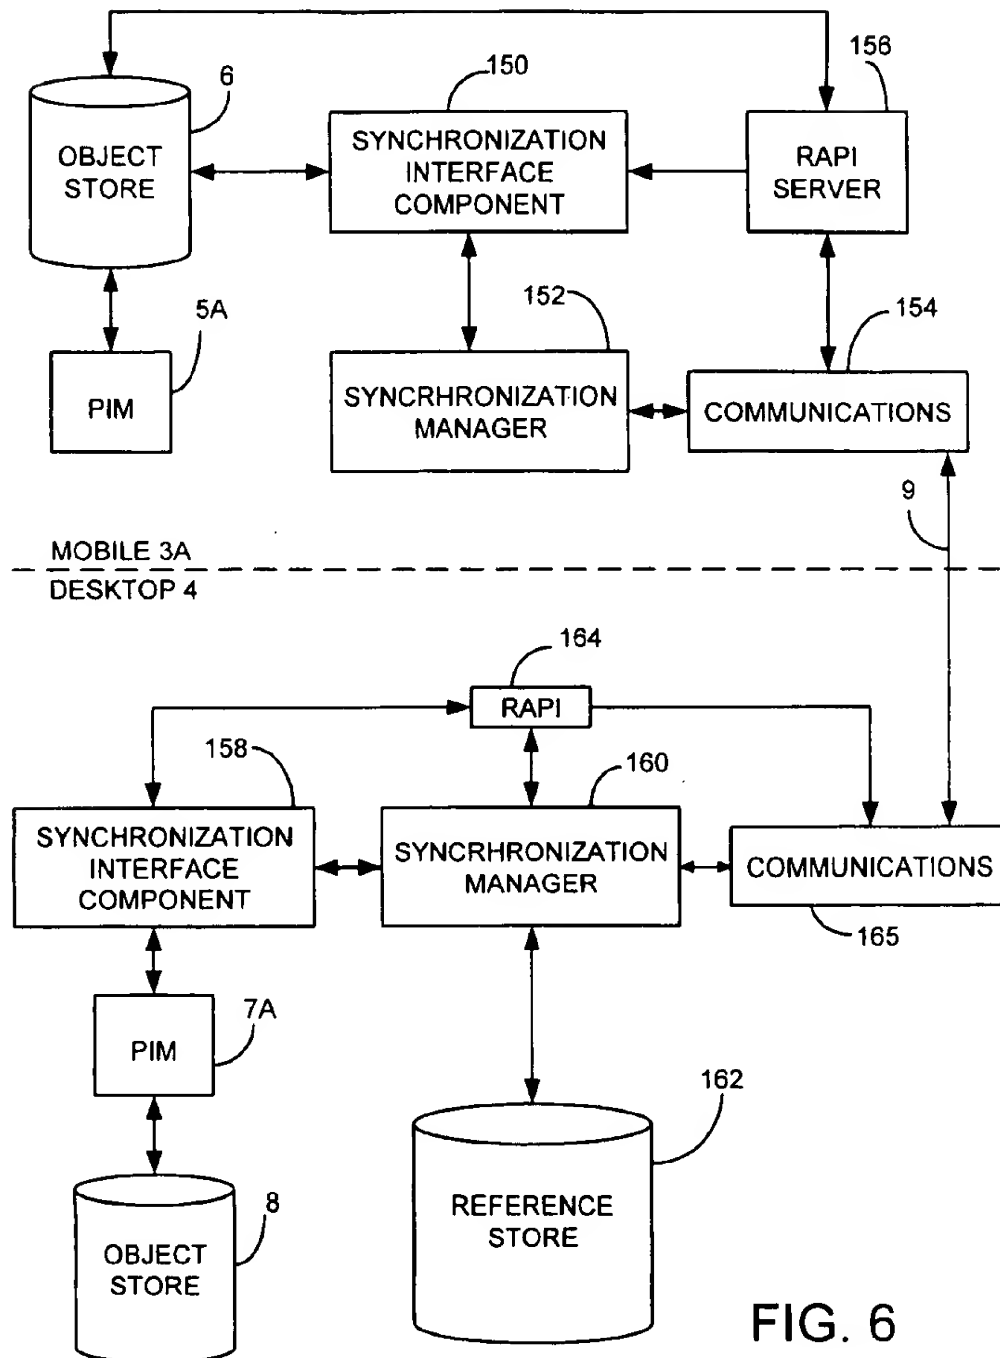 150
156
6
OBJECT
STORE
SYNCHRONIZATION
INTERFACE
COMPONENT
RAPI
SERVER
5A
152
154
PIM
SYNCRHRONIZATION
MANAGER
COMMUNICATIONS
9
MOBILE 3A
DESKTOP 4
164
RAPI
158
160
SYNCHRONIZATION
INTERFACE
COMPONENT
SYNCRHRONIZATION
MANAGER
COMMUNICATIONS
165
7A
PIM
162
8
REFERENCE
STORE
OBJECT
STORE
FIG. 6